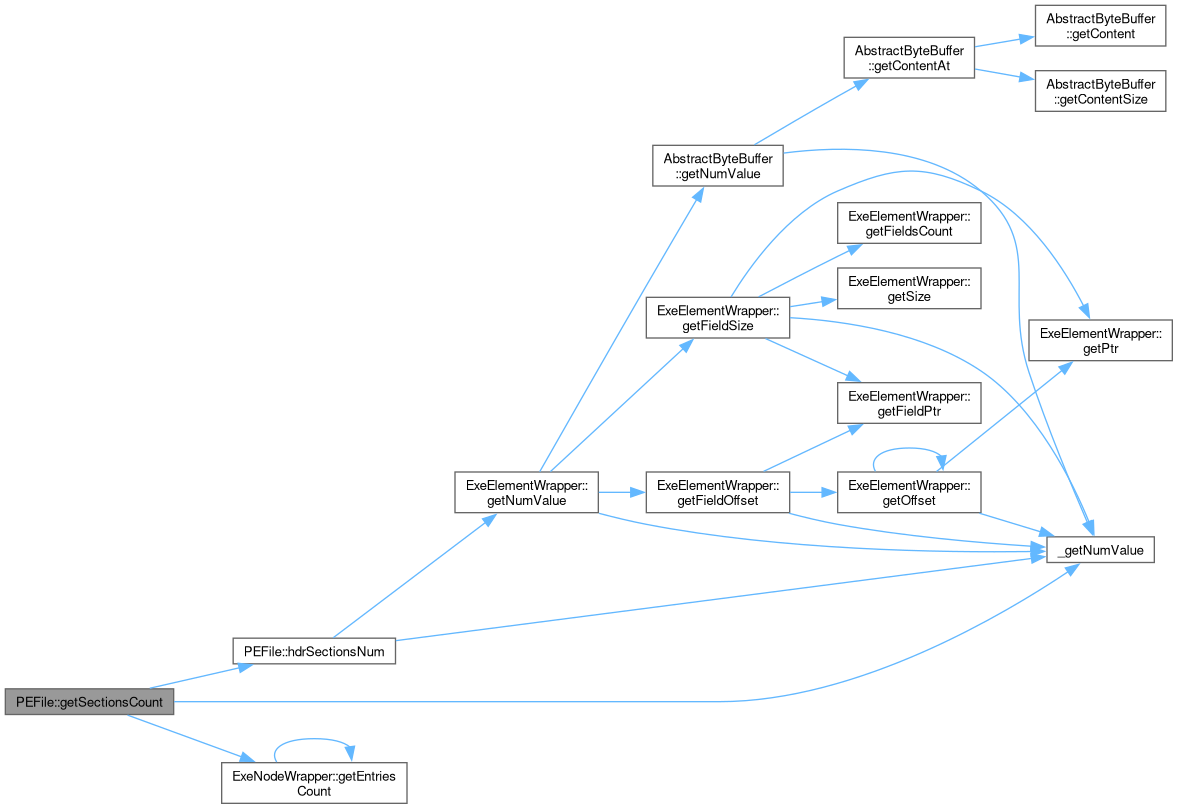 AbstractByteBuffer
::getContent
AbstractByteBuffer
::getContentAt
AbstractByteBuffer
::getContentSize
AbstractByteBuffer
::getNumValue
ExeElementWrapper::
getFieldsCount
ExeElementWrapper::
getSize
ExeElementWrapper::
getFieldSize
ExeElementWrapper::
getPtr
ExeElementWrapper::
getFieldPtr
ExeElementWrapper::
getNumValue
ExeElementWrapper::
getFieldOffset
ExeElementWrapper::
getOffset
_getNumValue
PEFile::hdrSectionsNum
PEFile::getSectionsCount
ExeNodeWrapper::getEntries
Count